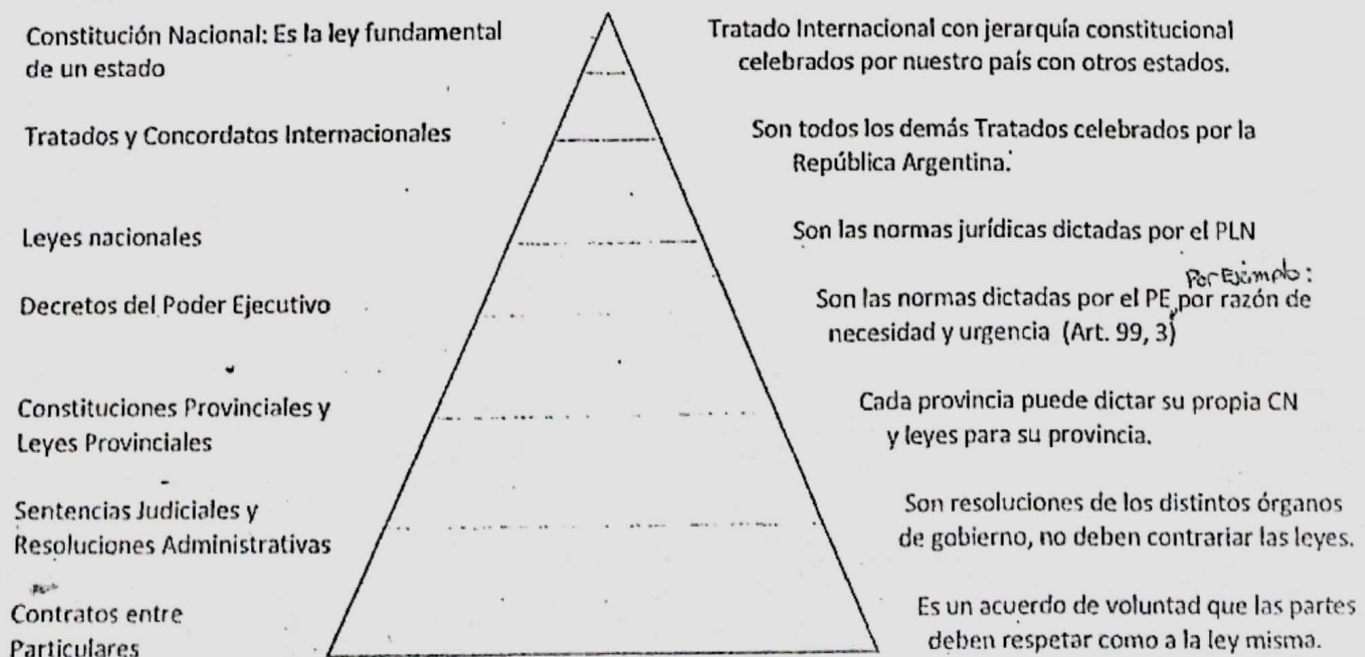 Constitución Nacional: Es la ley fundamental
de un estado
Tratado Internacional con jerarquía constitucional
celebrados por nuestro país con otros estados.
Tratados y Concordatos Internacionales
Son todos los demás Tratados celebrados por la
República Argentina.
Leyes nacionales
Son las normas jurídicas dictadas por el PLN
Decretos del Poder Ejecutivo
Por Ejemplo:
Son las normas dictadas por el PE, por razón de
necesidad y urgencia (Art. 99, 3)
Constituciones Provinciales y
Leyes Provinciales
Cada provincia puede dictar su propia CN
y leyes para su provincia.
Sentencias Judiciales y
Resoluciones Administrativas
Son resoluciones de los distintos órganos
de gobierno, no deben contrariar las leyes.
Contratos entre
Particulares
Es un acuerdo de voluntad que las partes
deben respetar como a la ley misma.